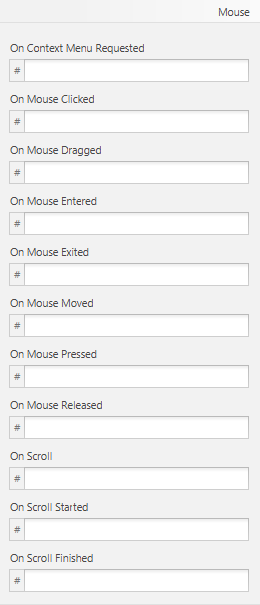 Mouse
On Context Menu Requested
#
On Mouse Clicked
#
On Mouse Dragged
#
On Mouse Entered
#
On Mouse Exited
#
On Mouse Moved
#
On Mouse Pressed
#
On Mouse Released
#
On Scroll
#
On Scroll Started
#
On Scroll Finished
#